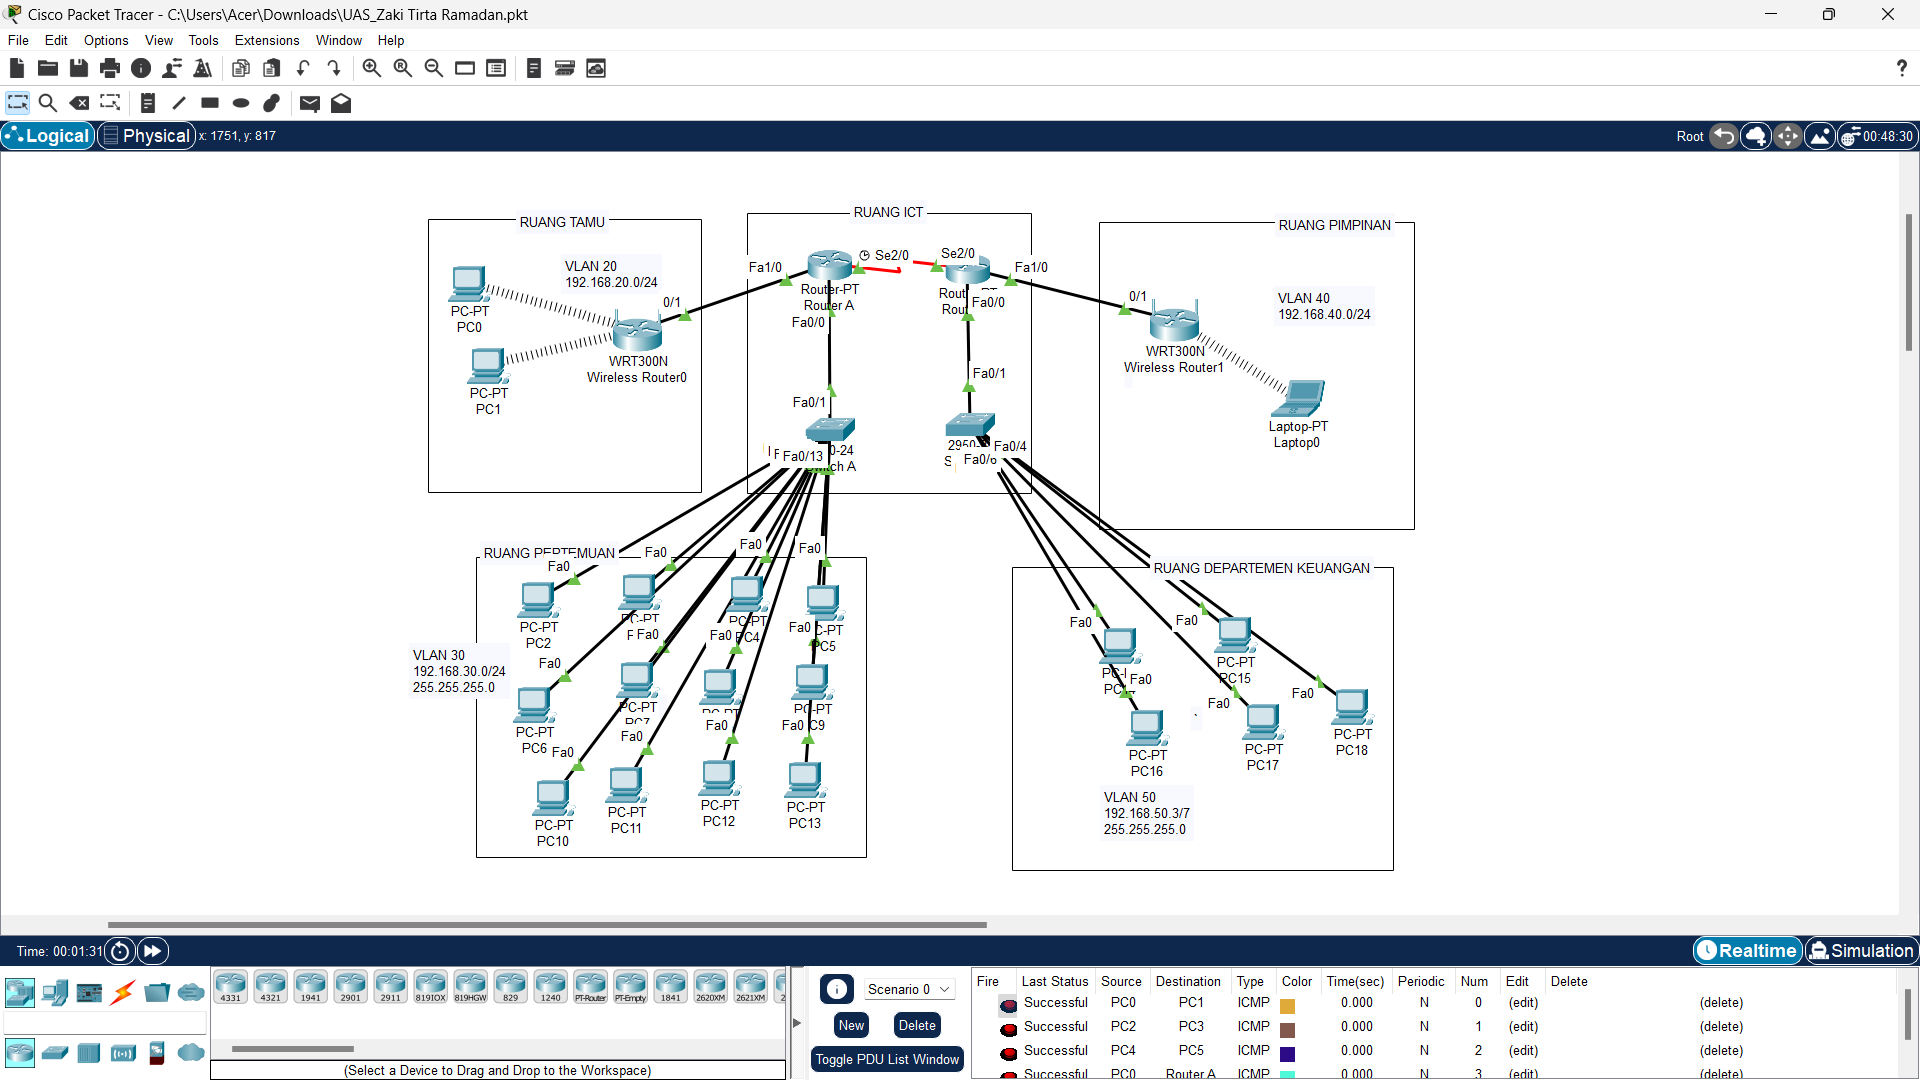 Cisco Packet Tracer - C:\Users\Acer\Downloads\UAS_Zaki Tirta Ramadan.pkt
File Edit Options View Tools Extensions Window Help
Logical Physical x: 1751, y: 817
Root 00:48:30
RUANG TAMU
VLAN 20
192.168.20.0/24
PC-PT
PC0
PC-PT
PC1
0/1
WRT300N
Wireless Router0
RUANG ICT
Fa1/0
Se2/0
Se2/0
Fa1/0
Router-PT
Router A
Fa0/0
Fa0/0
Fa0/1
Fa0/1
Fa0/13
0-24
Fa0/4
Fa0/6
RUANG PIMPINAN
0/1
VLAN 40
192.168.40.0/24
WRT300N
Wireless Router1
Laptop-PT
Laptop0
RUANG PERTEMUAN
VLAN 30
192.168.30.0/24
255.255.255.0
Fa0
Fa0
Fa0
Fa0
PC-PT
PC2
PC-PT
PC4
PC5
Fa0
Fa0
Fa0
Fa0
PC-PT
PC6
PC-PT
PC-PT
Fa0
Fa0
Fa0
Fa0
PC-PT
PC10
PC-PT
PC11
PC-PT
PC12
PC-PT
PC13
RUANG DEPARTEMEN KEUANGAN
Fa0
Fa0
PC-PT
PC15
Fa0
Fa0
Fa0
PC-PT
PC16
PC-PT
PC17
PC-PT
PC18
VLAN 50
192.168.50.3/7
255.255.255.0
Time: 00:01:31
Realtime Simulation
4331 4321 1941 2901 2911 819IOX 819HGW 829 1240 PT-Router PT-Empty 1841 2620XM 2621XM
(Select a Device to Drag and Drop to the Workspace)
Scenario 0
New Delete
Toggle PDU List Window
Fire Last Status Source Destination Type Color Time(sec) Periodic Num Edit Delete
Successful PC0 PC1 ICMP 0.000 N 0 (edit) (delete)
Successful PC2 PC3 ICMP 0.000 N 1 (edit) (delete)
Successful PC4 PC5 ICMP 0.000 N 2 (edit) (delete)
Successful PC0 Router A ICMP 0.000 N 3 (edit) (delete)